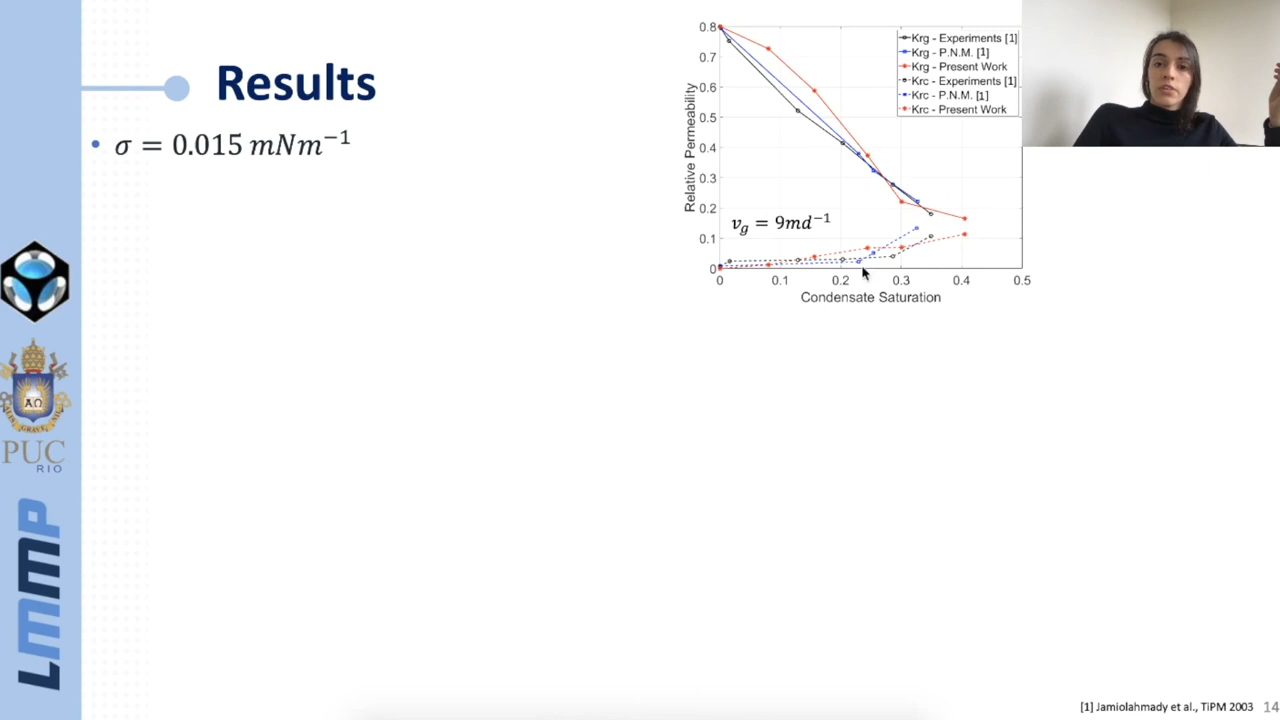 Results
• σ = 0.015 mNm⁻¹
0.8
0.7
0.6
0.5
0.4
0.3
0.2
0.1
0
Relative Permeability
Krg - Experiments [1]
Krg - P.N.M. [1]
Krg - Present Work
Krc - Experiments [1]
Krc - P.N.M. [1]
Krc - Present Work
v_g = 9md⁻¹
0 0.1 0.2 0.3 0.4 0.5
Condensate Saturation
ΑΩ
PUC
RIO
LMMP
[1] Jamiolahmady et al., TiPM 2003 14